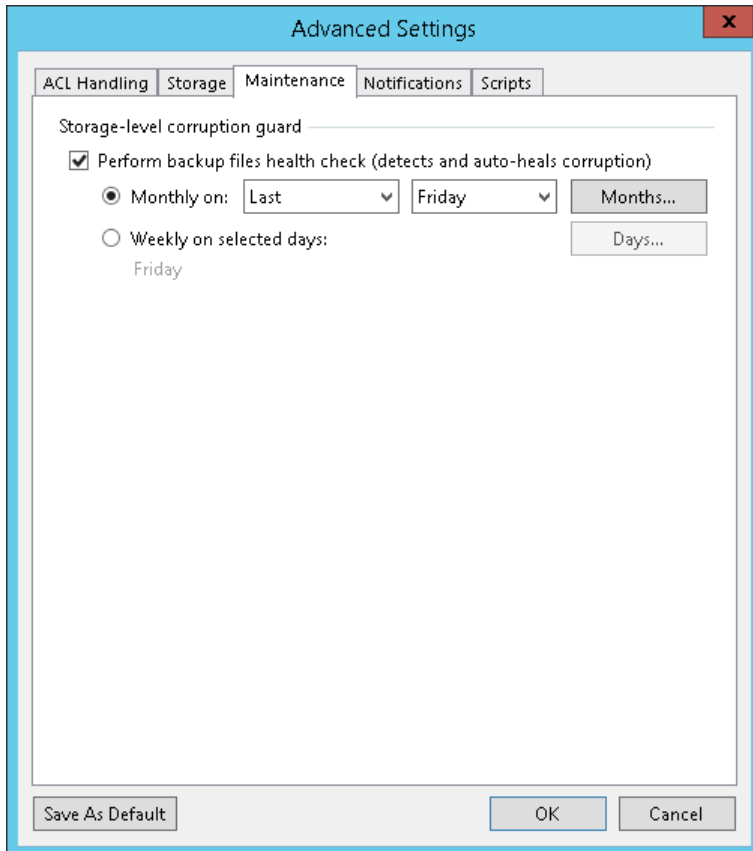 Advanced Settings
x
ACL Handling Storage Maintenance Notifications Scripts
Storage-level corruption guard
Perform backup files health check (detects and auto-heals corruption)
Monthly on: Last Friday Months...
Weekly on selected days: Days...
Friday
Save As Default OK Cancel